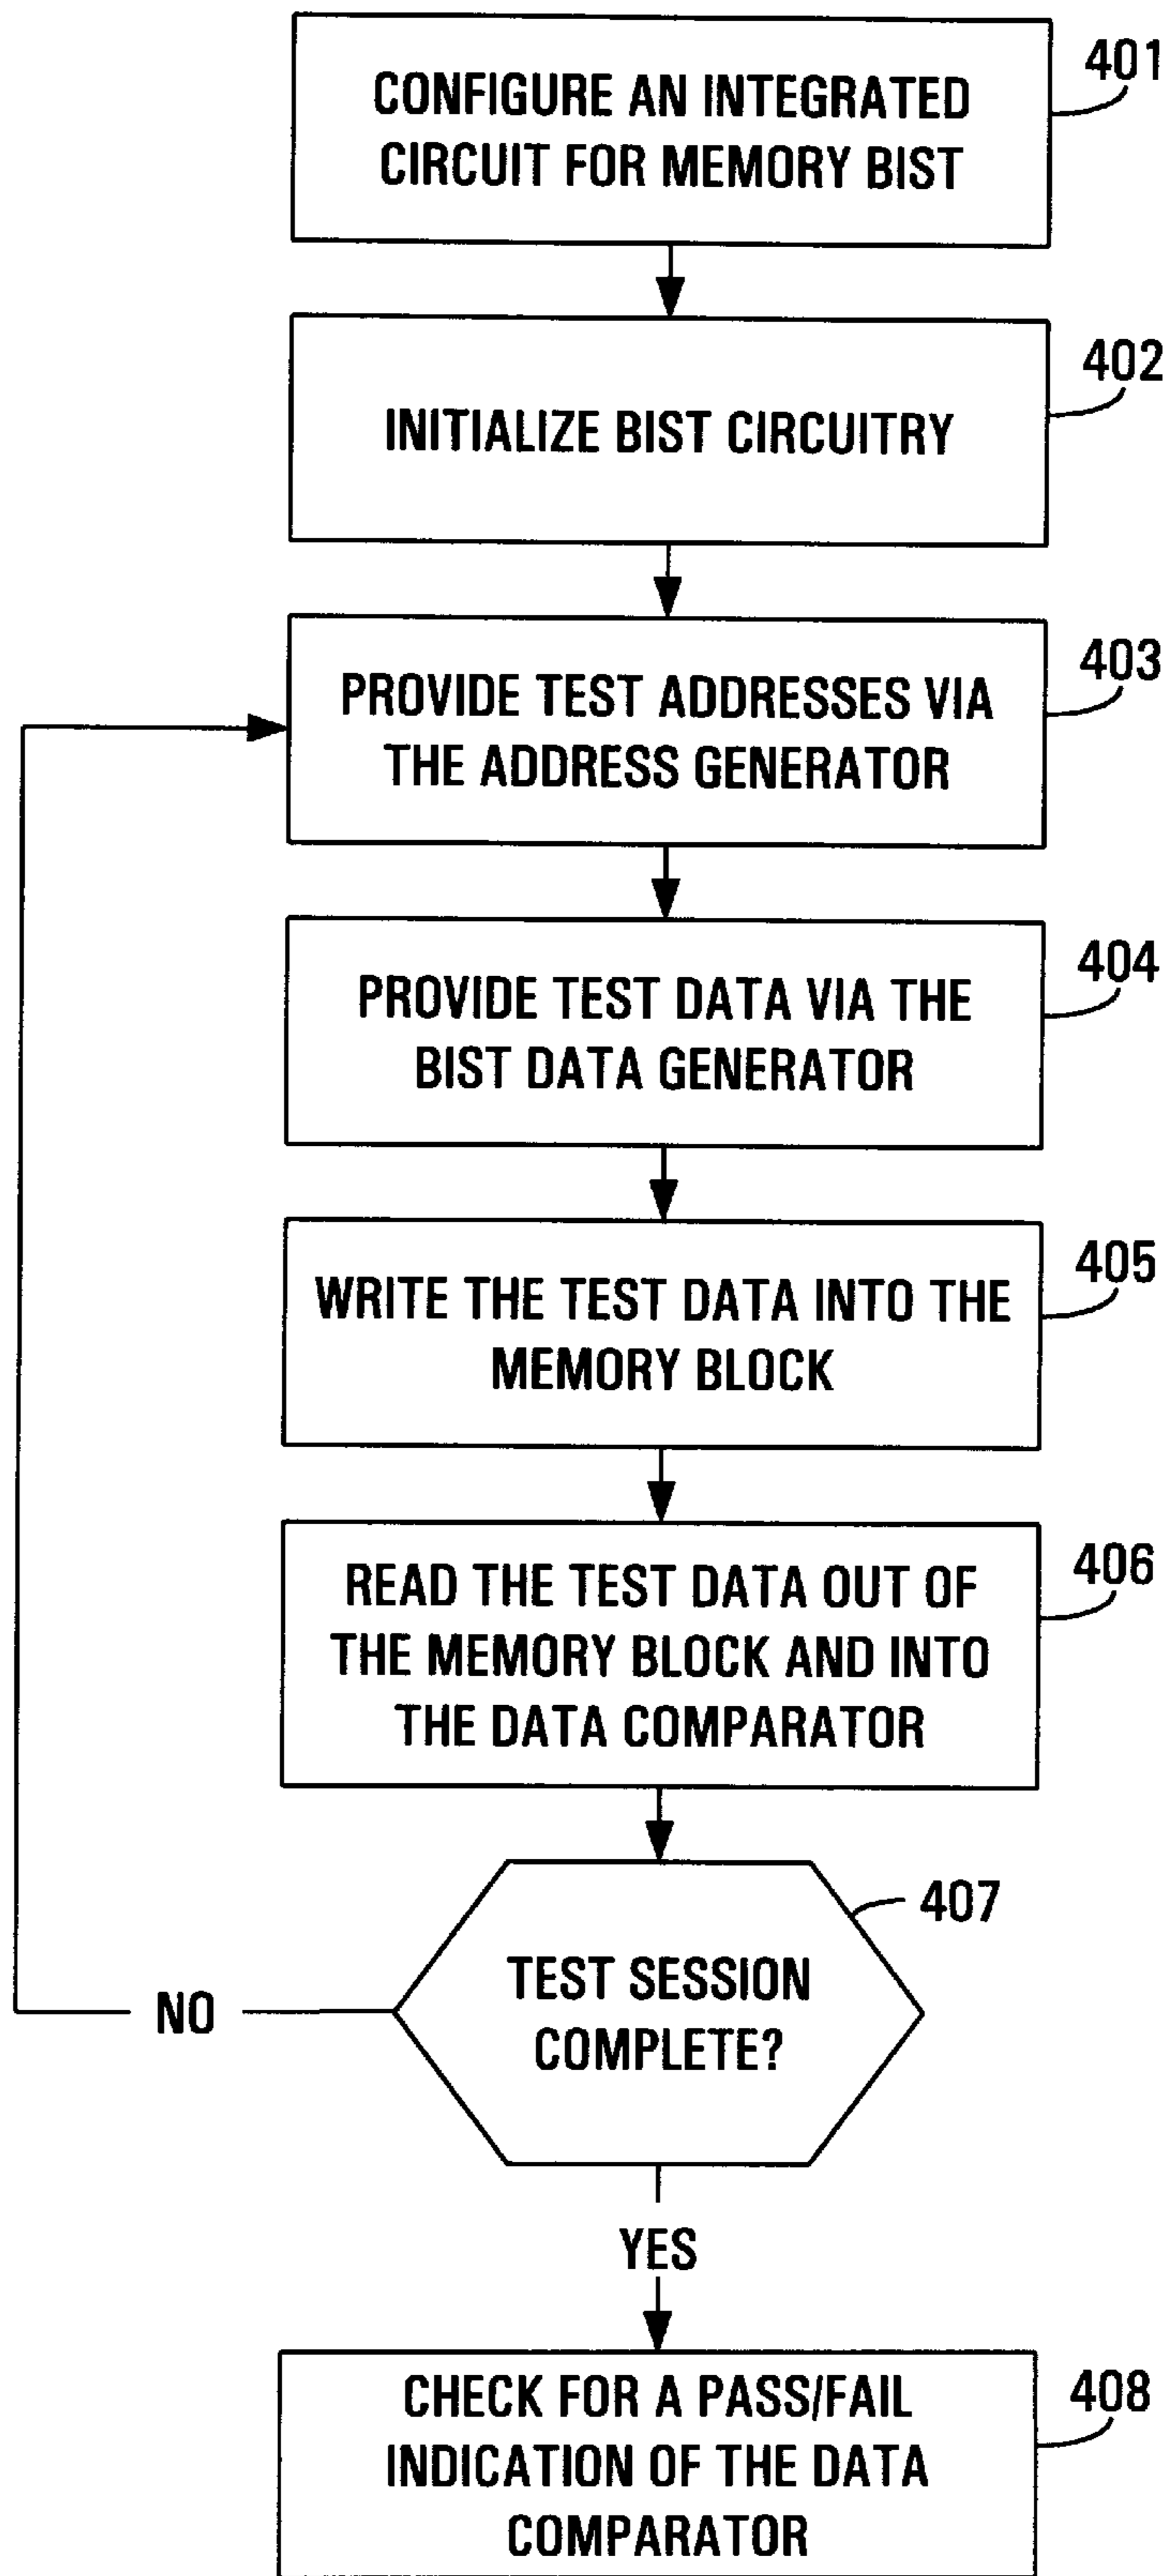 CONFIGURE AN INTEGRATED
CIRCUIT FOR MEMORY BIST
401
INITIALIZE BIST CIRCUITRY
402
PROVIDE TEST ADDRESSES VIA
THE ADDRESS GENERATOR
403
PROVIDE TEST DATA VIA THE
BIST DATA GENERATOR
404
WRITE THE TEST DATA INTO THE
MEMORY BLOCK
405
READ THE TEST DATA OUT OF
THE MEMORY BLOCK AND INTO
THE DATA COMPARATOR
406
TEST SESSION
COMPLETE?
407
NO
YES
CHECK FOR A PASS/FAIL
INDICATION OF THE DATA
COMPARATOR
408